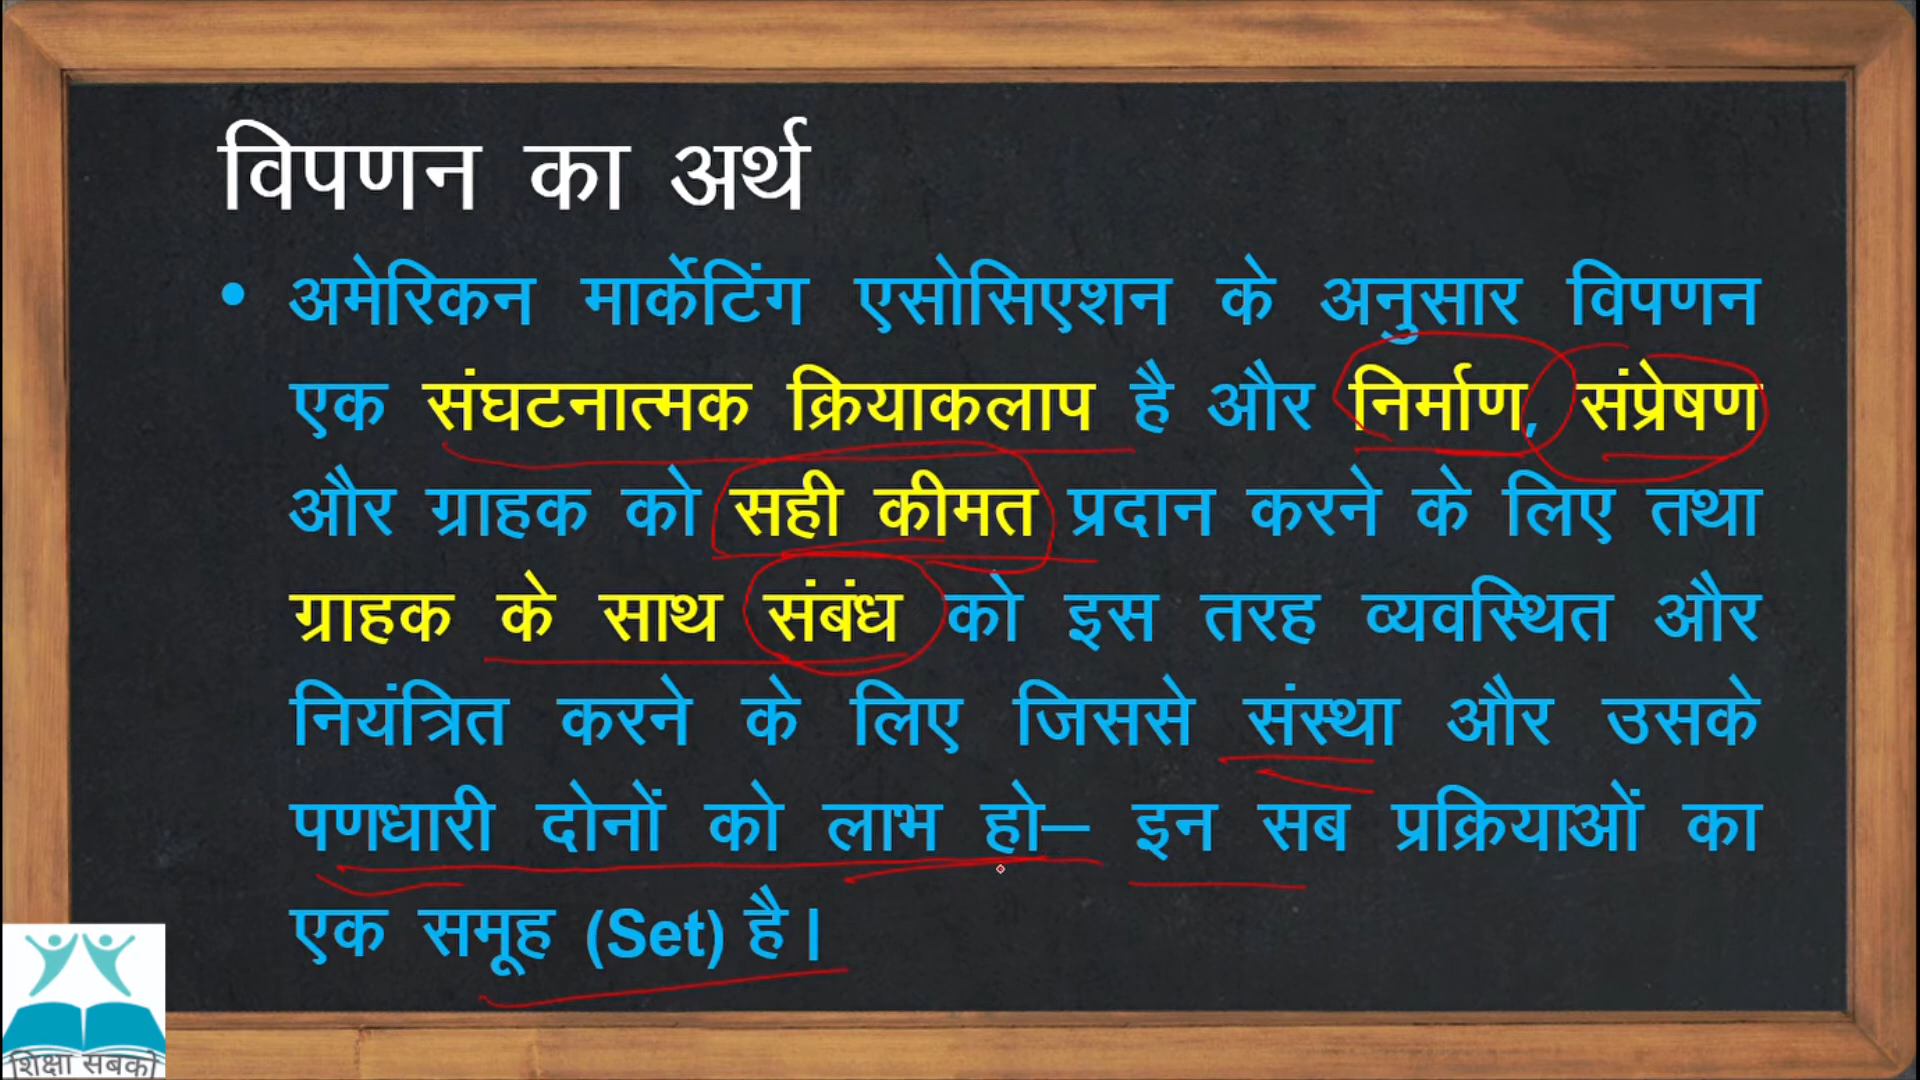 विपणन का अर्थ
• अमेरिकन मार्केटिंग एसोसिएशन के अनुसार विपणन
एक संघटनात्मक क्रियाकलाप है और निर्माण, संप्रेषण
और ग्राहक को सही कीमत प्रदान करने के लिए तथा
ग्राहक के साथ संबंध को इस तरह व्यवस्थित और
नियंत्रित करने के लिए जिससे संस्था और उसके
पणधारी दोनों को लाभ हो– इन सब प्रक्रियाओं का
एक समूह (Set) है।
शिक्षा सबको